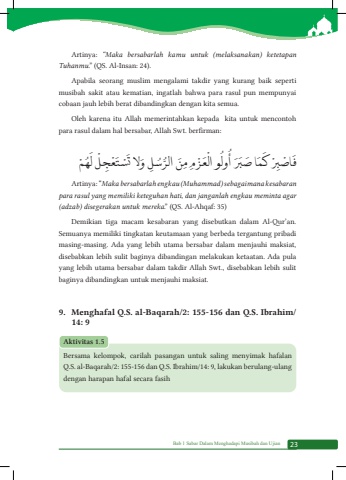 Artinya: “Maka bersabarlah kamu untuk (melaksanakan) ketetapan
Tuhanmu.” (QS. Al-Insan: 24).
Apabila seorang muslim mengalami takdir yang kurang baik seperti
musibah sakit atau kematian, ingatlah bahwa para rasul pun mempunyai
cobaan jauh lebih berat dibandingkan dengan kita semua.
Oleh karena itu Allah memerintahkan kepada kita untuk mencontoh
para rasul dalam hal bersabar, Allah Swt. berfirman:
فَاصْبِرْ كَمَا صَبَرَ أُولُو الْعَزْمِ مِنَ الرُّسُلِ وَلَا تَسْتَعْجِلْ لَهُمْ
Artinya: “Maka bersabarlah engkau (Muhammad) sebagaimana kesabaran
para rasul yang memiliki keteguhan hati, dan janganlah engkau meminta agar
(adzab) disegerakan untuk mereka.” (QS. Al-Ahqaf: 35)
Demikian tiga macam kesabaran yang disebutkan dalam Al-Qur’an.
Semuanya memiliki tingkatan keutamaan yang berbeda tergantung pribadi
masing-masing. Ada yang lebih utama bersabar dalam menjauhi maksiat,
disebabkan lebih sulit baginya dibandingan melakukan ketaatan. Ada pula
yang lebih utama bersabar dalam takdir Allah Swt., disebabkan lebih sulit
baginya dibandingkan untuk menjauhi maksiat.
9. Menghafal Q.S. al-Baqarah/2: 155-156 dan Q.S. Ibrahim/
14: 9
Aktivitas 1.5
Bersama kelompok, carilah pasangan untuk saling menyimak hafalan
Q.S. al-Baqarah/2: 155-156 dan Q.S. Ibrahim/14: 9, lakukan berulang-ulang
dengan harapan hafal secara fasih
Bab 1 Sabar Dalam Menghadapi Musibah dan Ujian 23